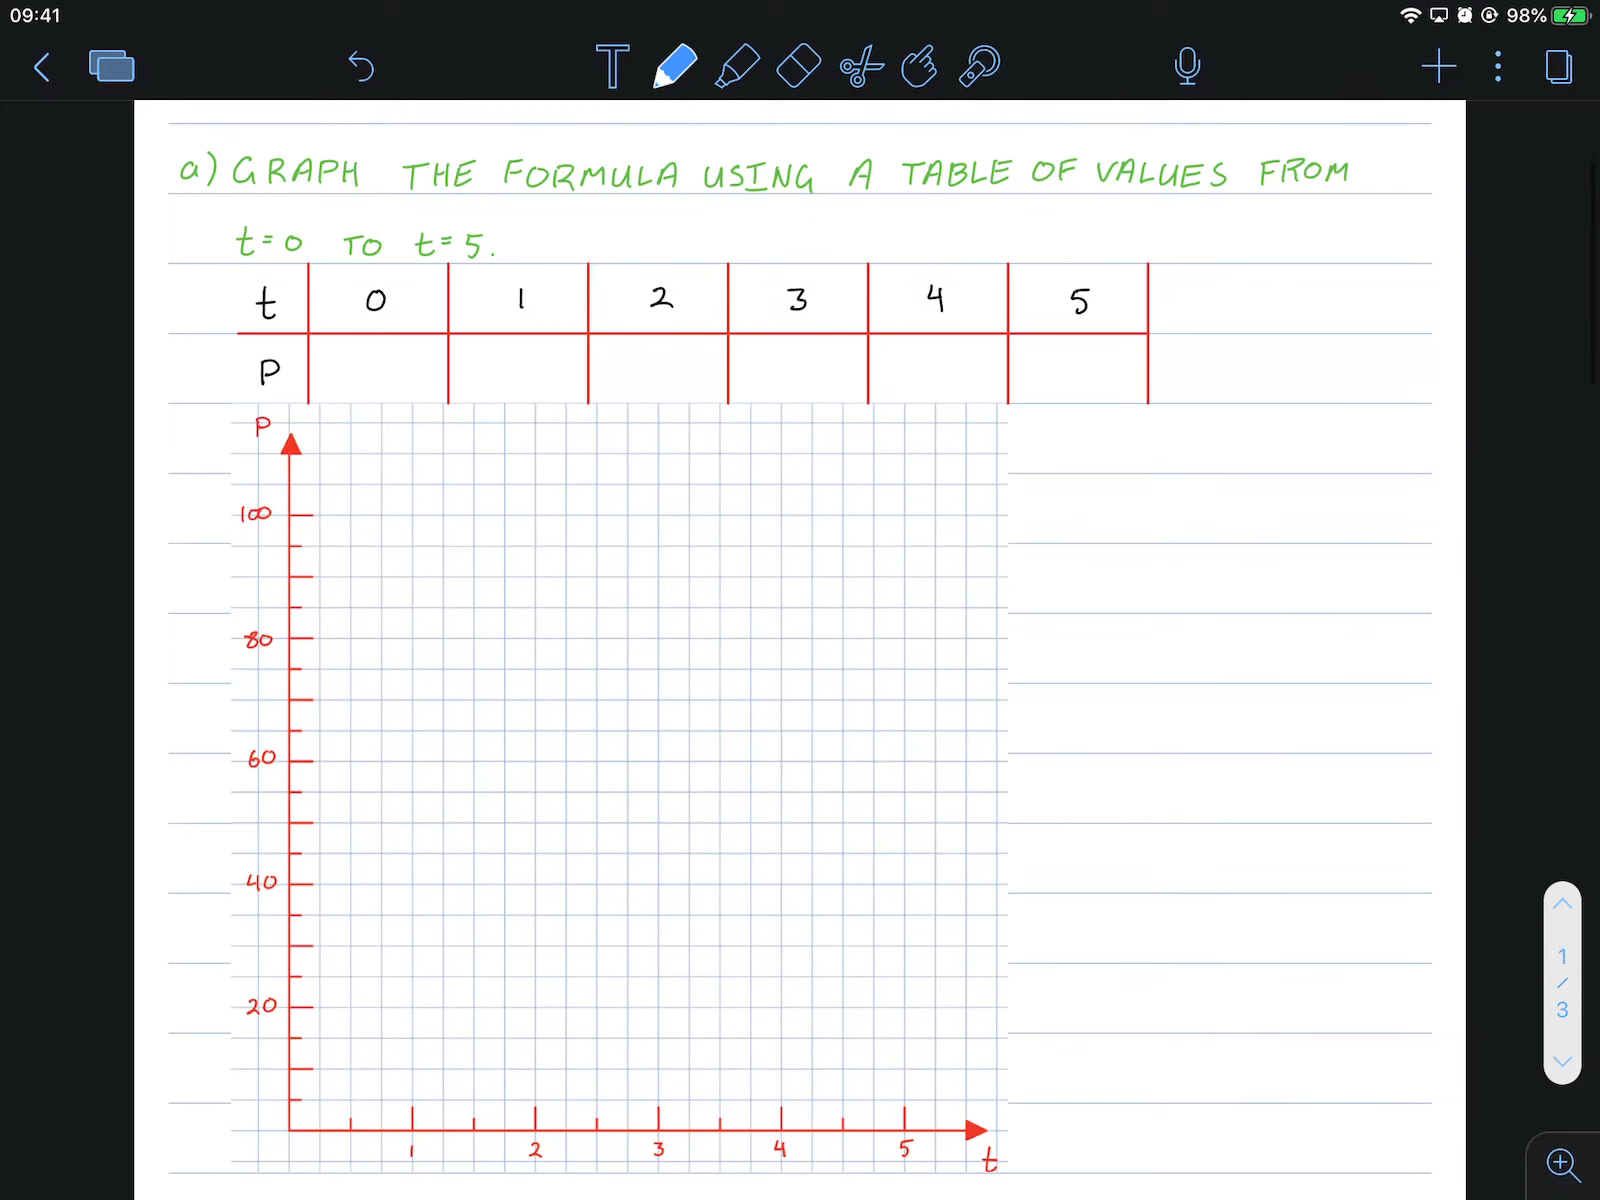 09:41
98%
a) GRAPH THE FORMULA USING A TABLE OF VALUES FROM
t=0 TO t=5.
t 0 1 2 3 4 5
P
P
100
80
60
40
20
1 2 3 4 5 t
1
/
3